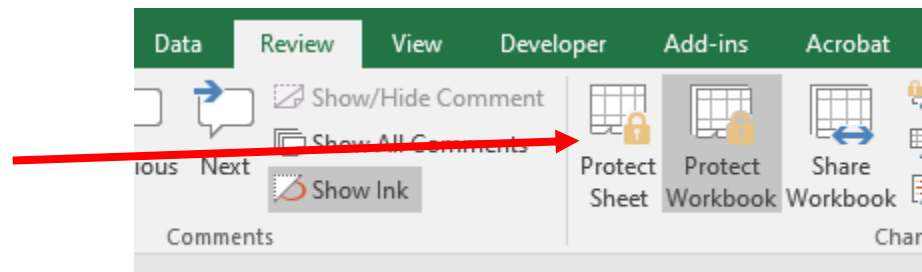 Data Review View Developer Add-ins Acrobat
Show/Hide Comment
Show All Comments
Next
Show Ink
Protect Sheet
Protect Workbook
Share Workbook
Comments